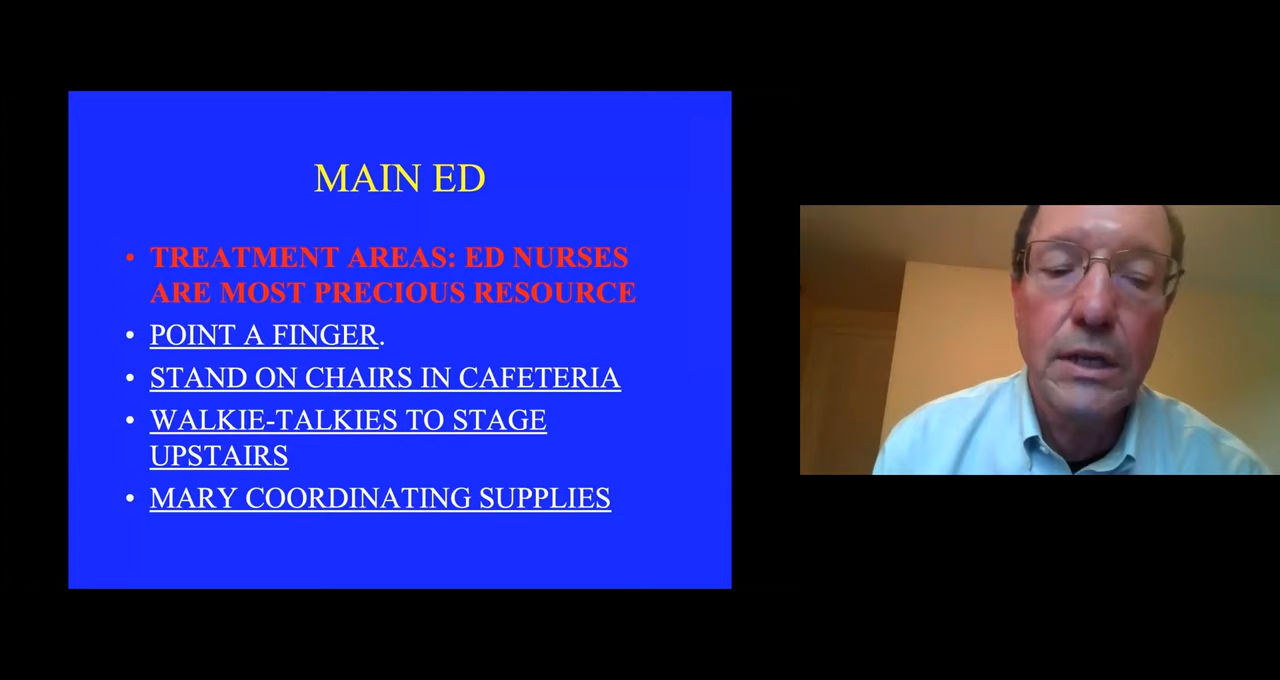 MAIN ED
• TREATMENT AREAS: ED NURSES
ARE MOST PRECIOUS RESOURCE
• POINT A FINGER.
• STAND ON CHAIRS IN CAFETERIA
• WALKIE-TALKIES TO STAGE
UPSTAIRS
• MARY COORDINATING SUPPLIES